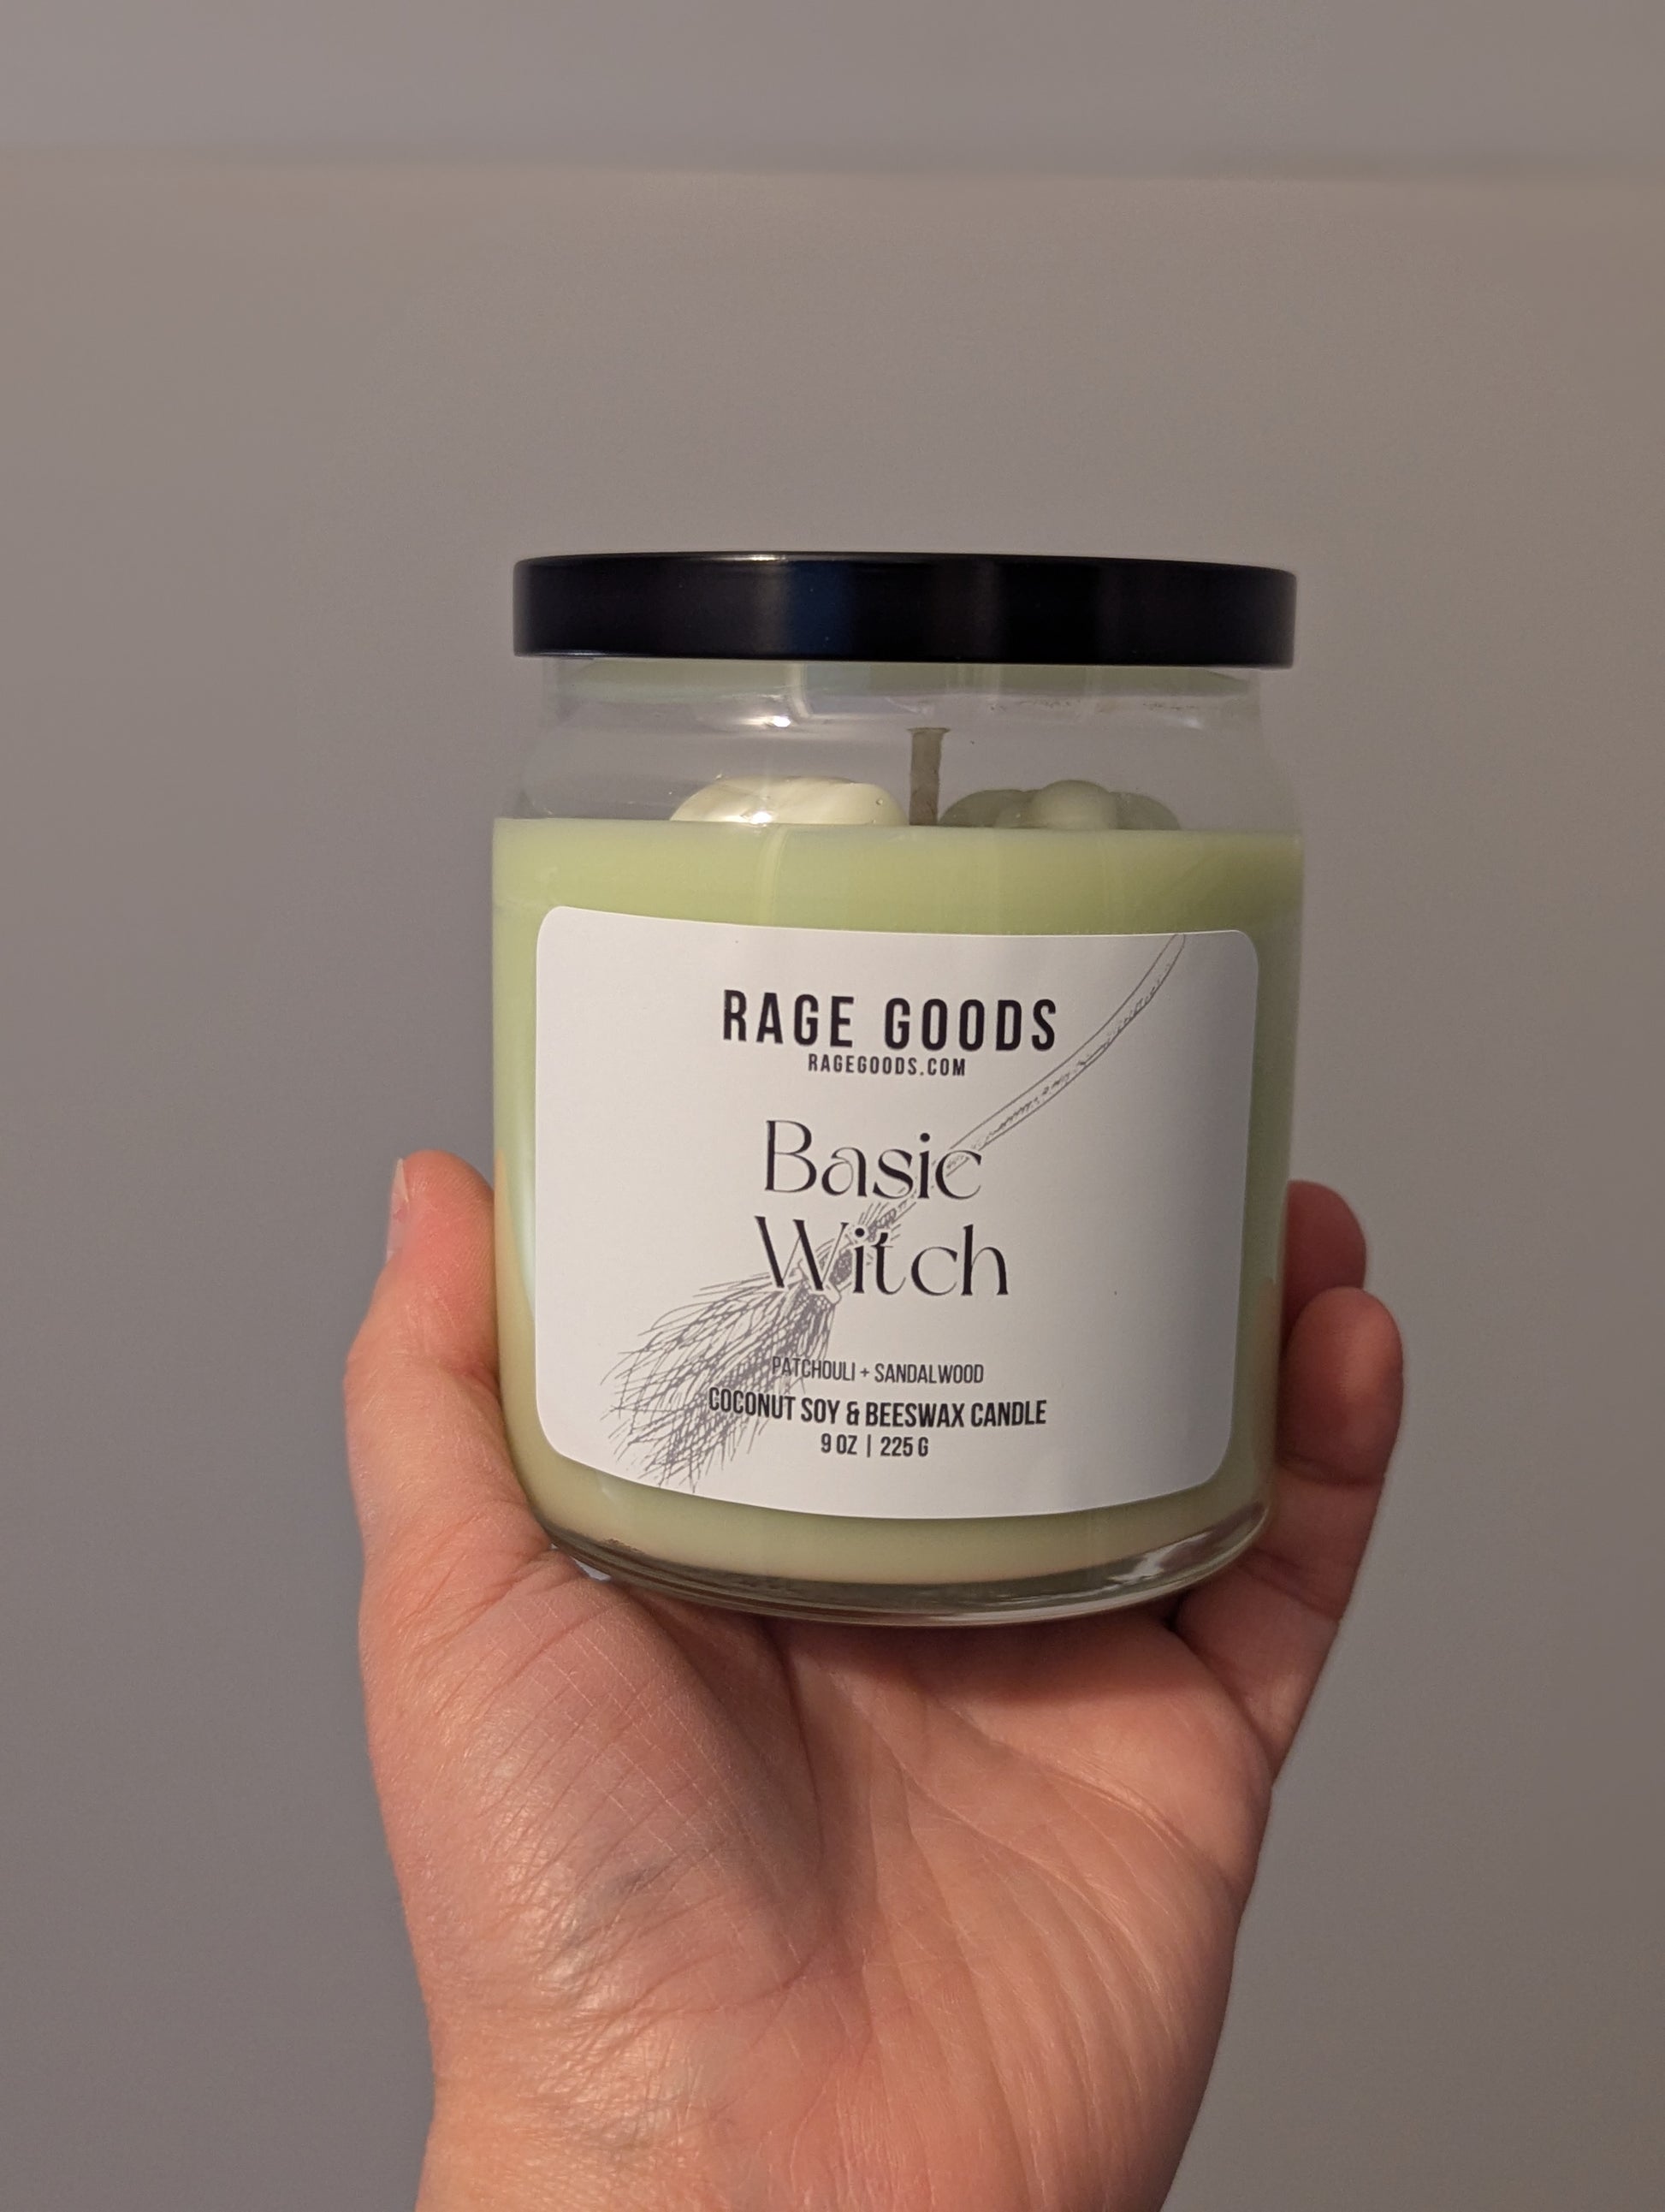 RAGE GOODS
RAGEGOODS.COM
Basic
Witch
PATCHOULI + SANDALWOOD
COCONUT SOY & BEESWAX CANDLE
9 OZ | 225 G